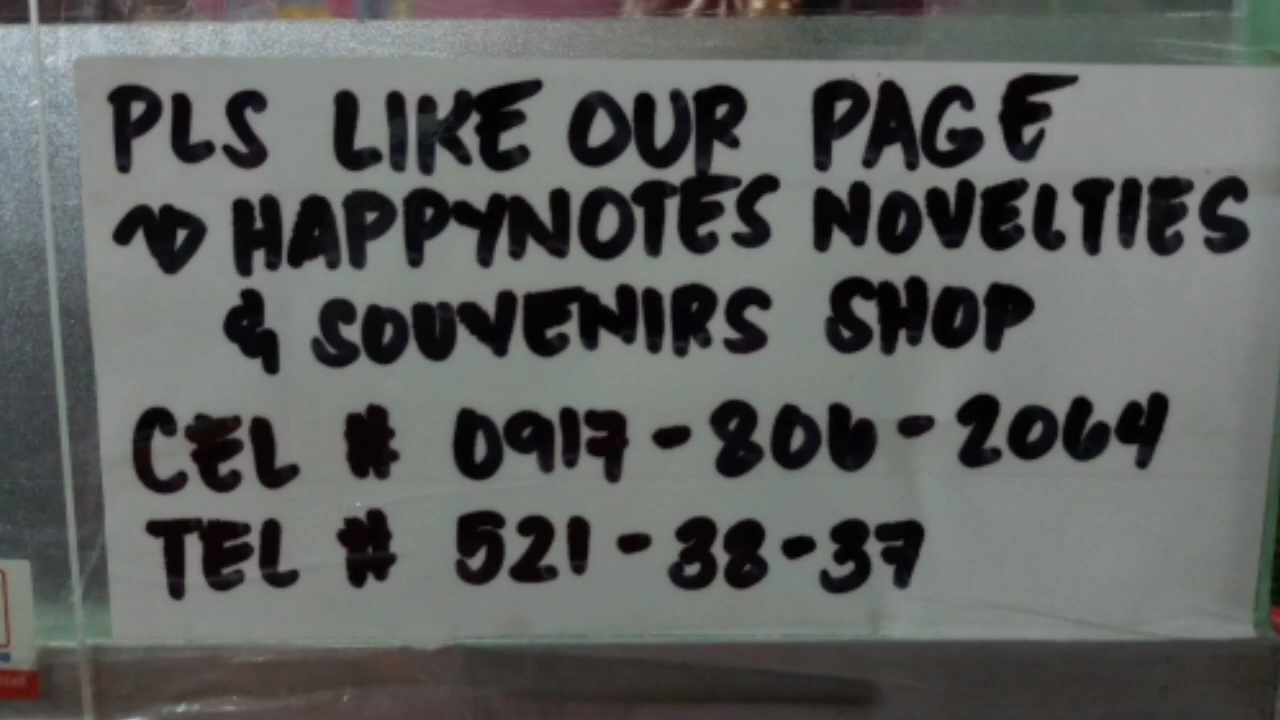 PLS LIKE OUR PAGE
HAPPYNOTES NOVELTIES
& SOUVENIRS SHOP
CEL # 0917-806-2064
TEL # 521-38-37